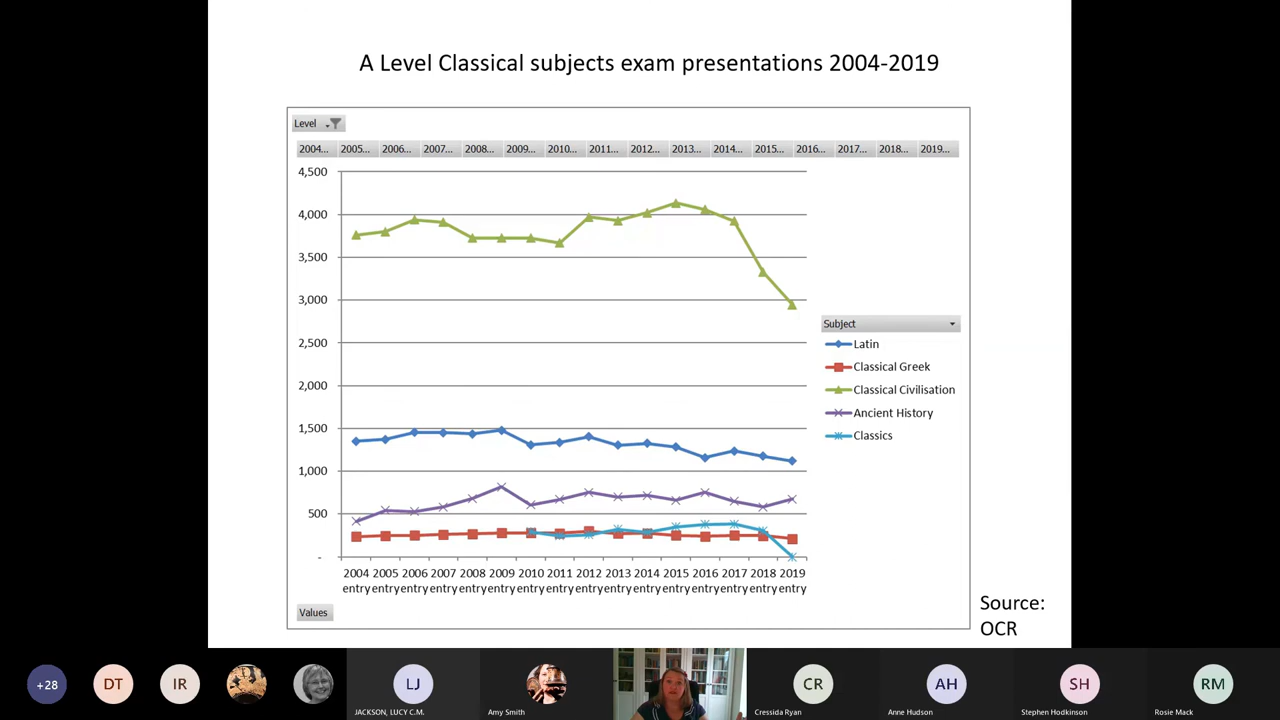 A Level Classical subjects exam presentations 2004-2019
Level
2004... 2005... 2006... 2007... 2008... 2009... 2010... 2011... 2012... 2013... 2014... 2015... 2016... 2017... 2018... 2019...
4,500
4,000
3,500
3,000
2,500
2,000
1,500
1,000
500
-
Subject
Latin
Classical Greek
Classical Civilisation
Ancient History
Classics
2004 2005 2006 2007 2008 2009 2010 2011 2012 2013 2014 2015 2016 2017 2018 2019
entry entry entry entry entry entry entry entry entry entry entry entry entry entry entry entry
Values
Source:
OCR
+28 DT IR LJ CR AH SH RM
JACKSON, LUCY C.M. Amy Smith Cressida Ryan Anne Hudson Stephen Hodkinson Rosie Mack